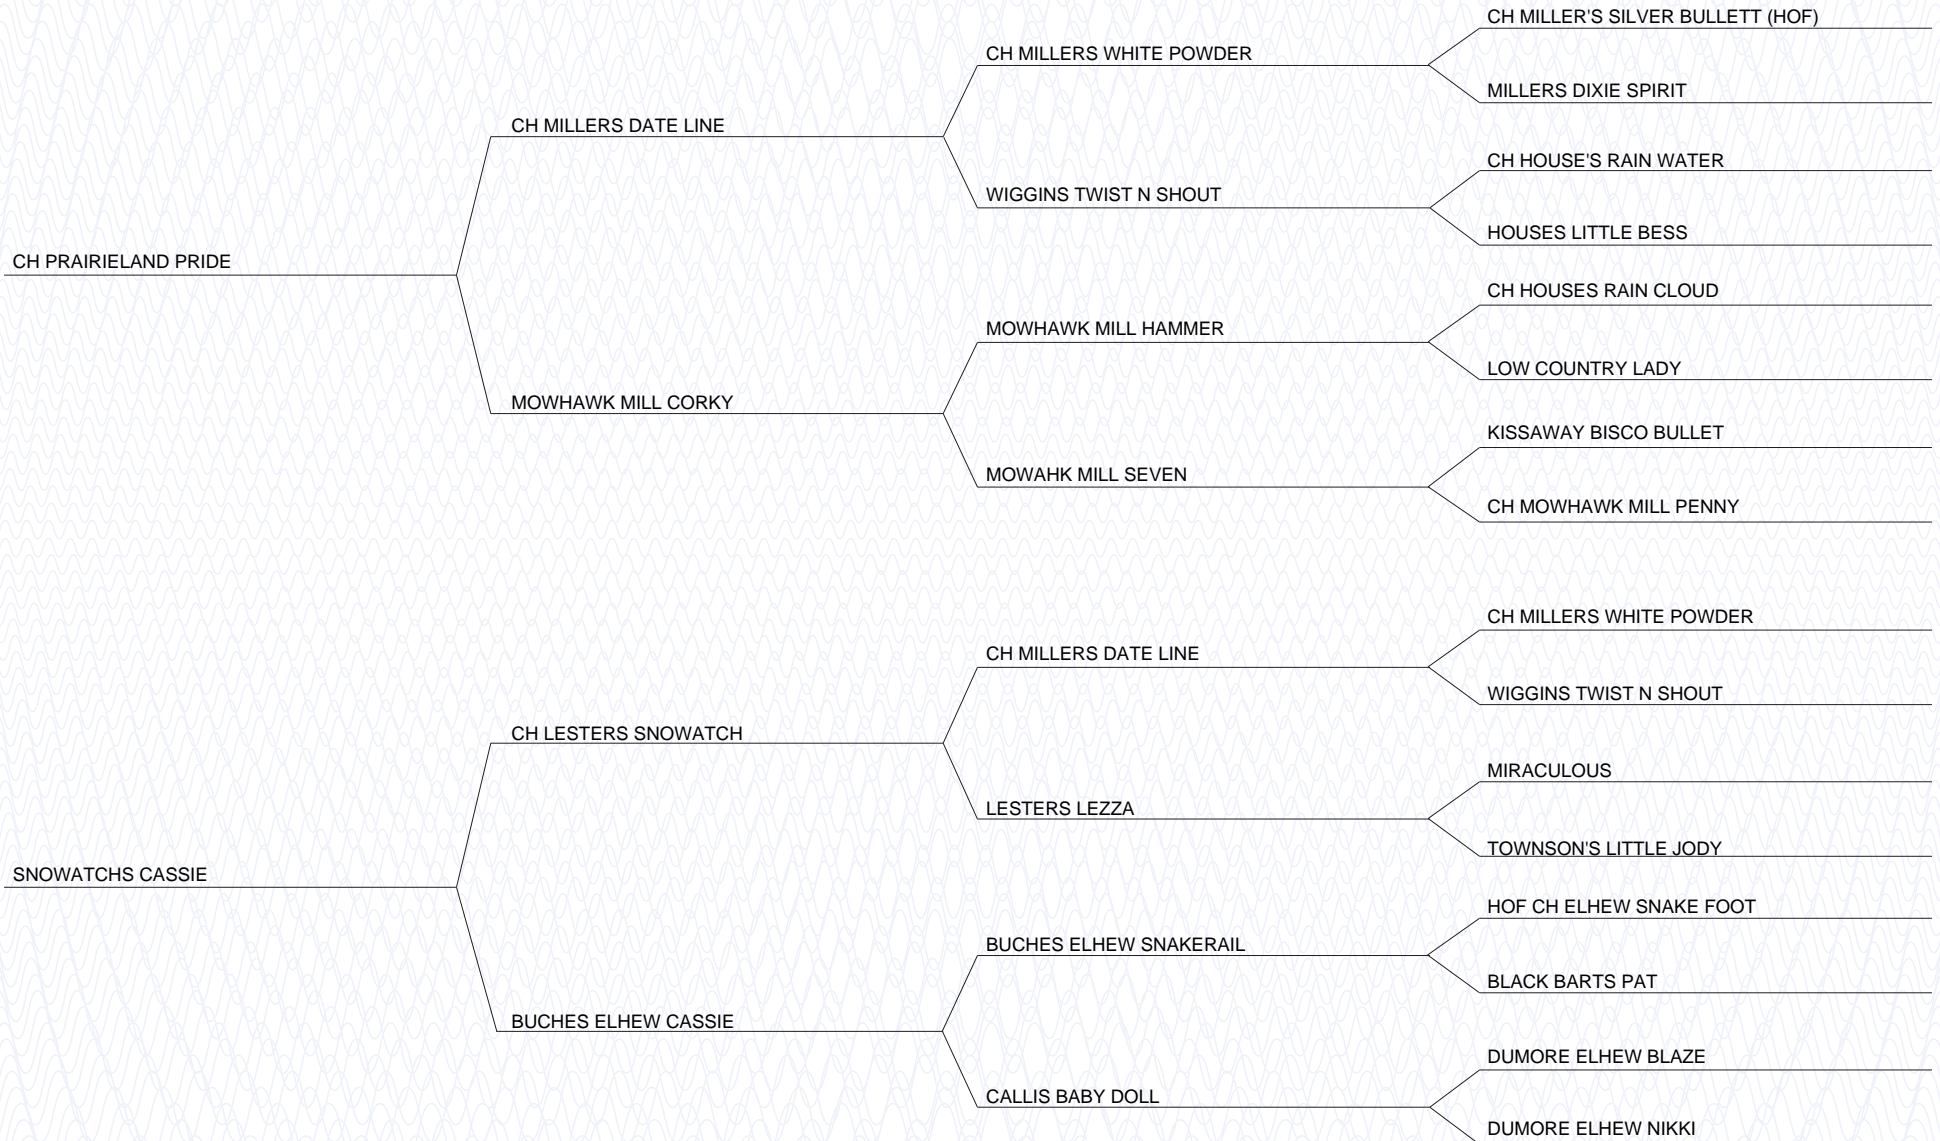 CH MILLER'S SILVER BULLETT (HOF)
CH MILLERS WHITE POWDER
MILLERS DIXIE SPIRIT
CH MILLERS DATE LINE
CH HOUSE'S RAIN WATER
WIGGINS TWIST N SHOUT
HOUSES LITTLE BESS
CH PRAIRIELAND PRIDE
CH HOUSES RAIN CLOUD
MOWHAWK MILL HAMMER
LOW COUNTRY LADY
MOWHAWK MILL CORKY
KISSAWAY BISCO BULLET
MOWAHK MILL SEVEN
CH MOWHAWK MILL PENNY
CH MILLERS WHITE POWDER
CH MILLERS DATE LINE
WIGGINS TWIST N SHOUT
CH LESTERS SNOWATCH
MIRACULOUS
LESTERS LEZZA
TOWNSON'S LITTLE JODY
SNOWATCHS CASSIE
HOF CH ELHEW SNAKE FOOT
BUCHES ELHEW SNAKERAIL
BLACK BARTS PAT
BUCHES ELHEW CASSIE
DUMORE ELHEW BLAZE
CALLIS BABY DOLL
DUMORE ELHEW NIKKI